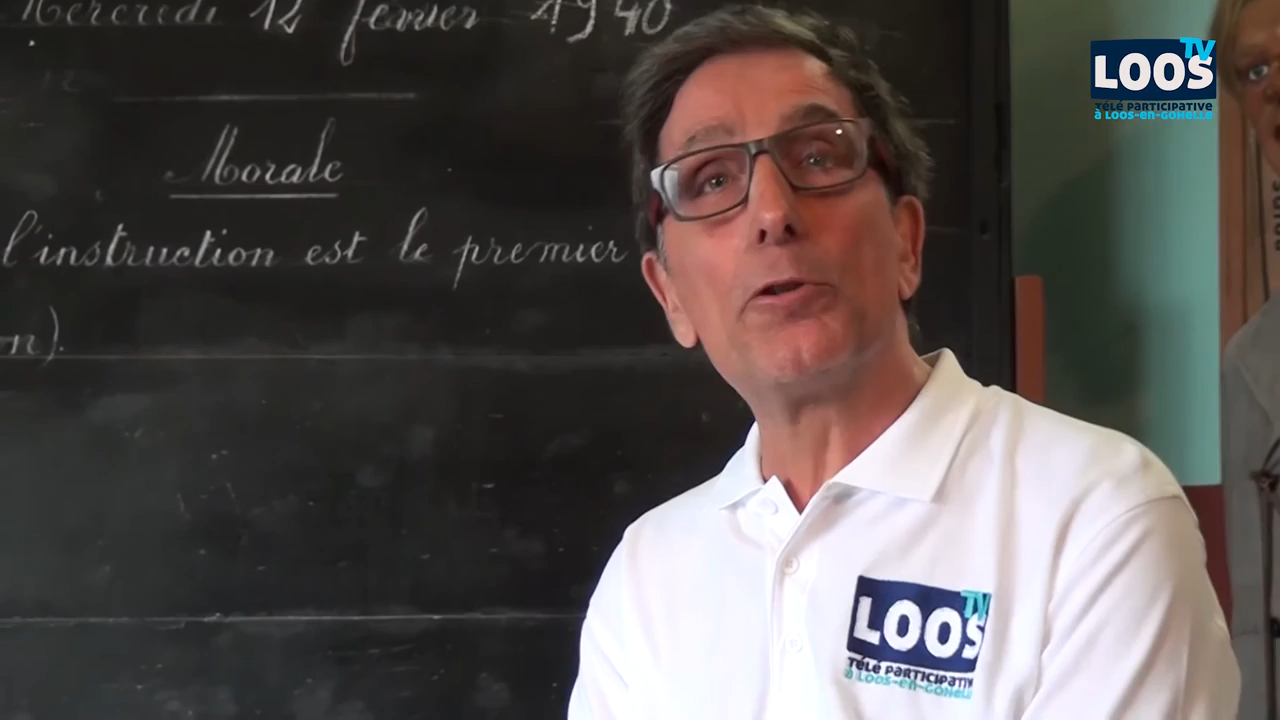 Mercredi 12 février 1940
Morale
l'instruction est le premier
n).
LOOS TV
TÉLÉ PARTICIPATIVE
à LOOS-en-GOHELLE
LOOS TV
TÉLÉ PARTICIPATIVE
à LOOS-en-GOHELLE